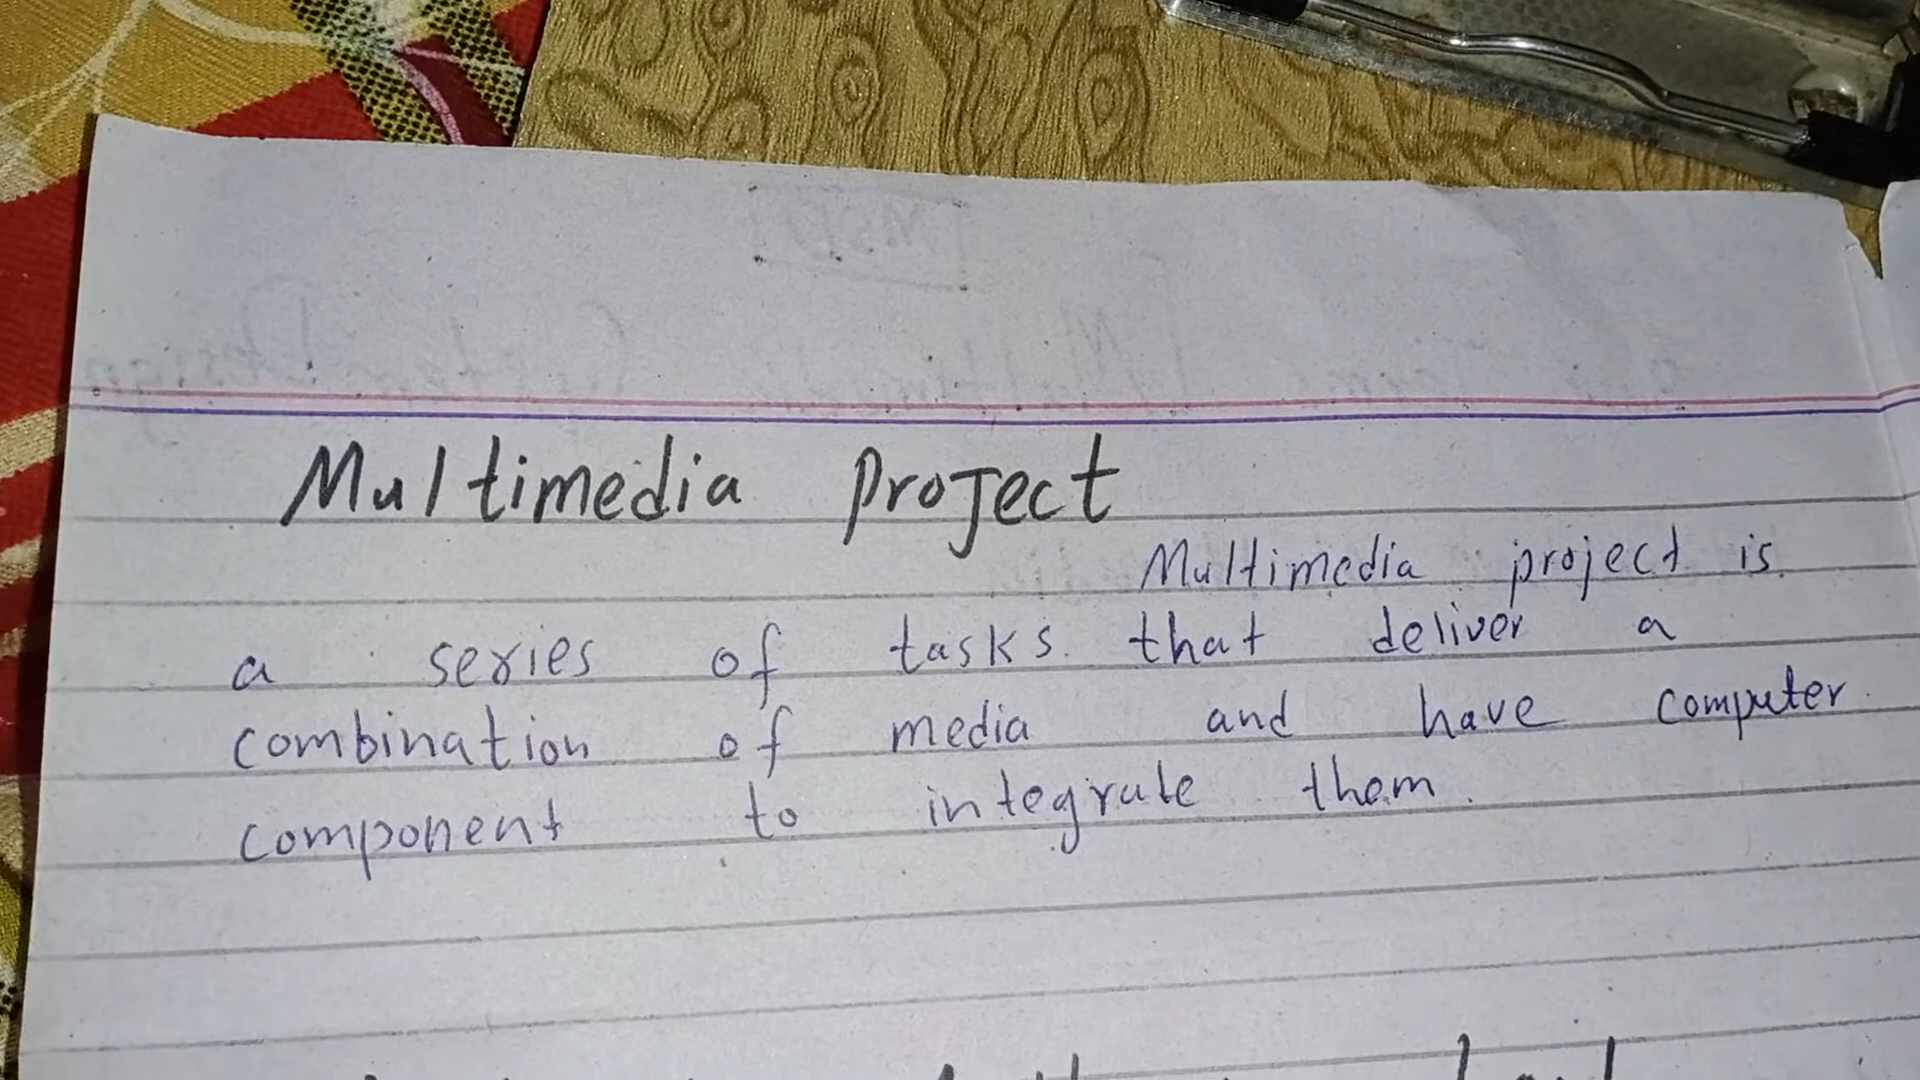 Multimedia project
Multimedia project is
a series of tasks that deliver a
combination of media and have computer
component to integrate them.